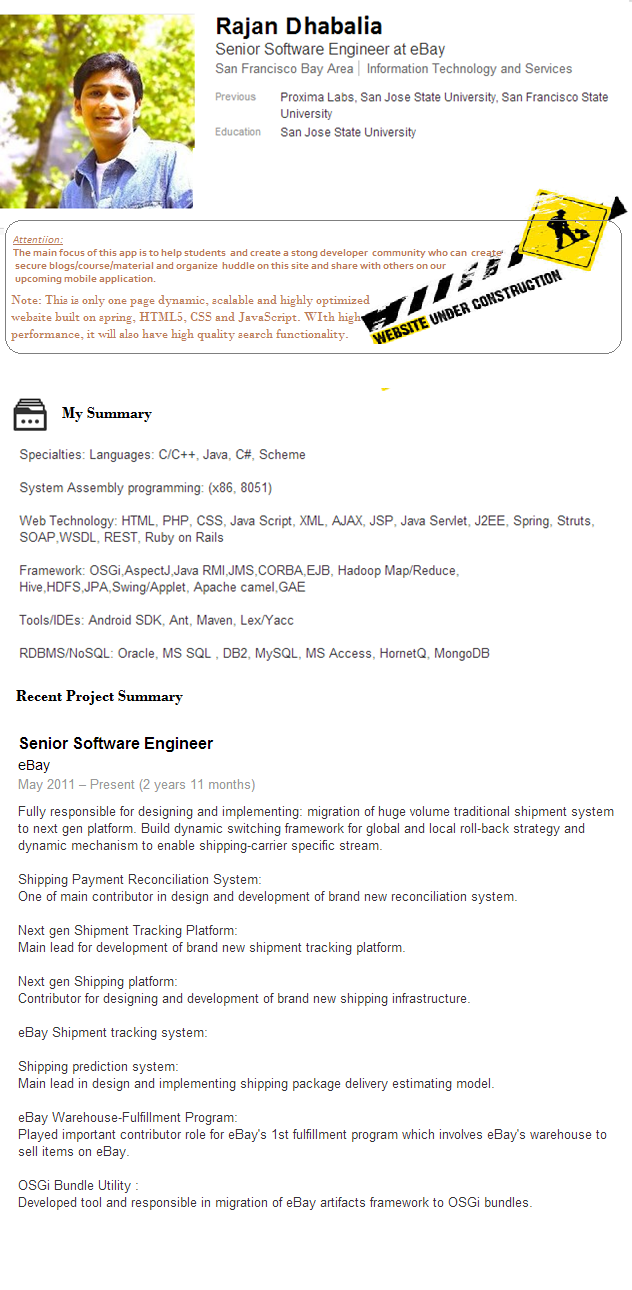 Rajan Dhabalia
Senior Software Engineer at eBay
San Francisco Bay Area | Information Technology and Services
Previous Proxima Labs, San Jose State University, San Francisco State
University
Education San Jose State University
Attentiion:
The main focus of this app is to help students and create a stong developer community who can create
secure blogs/course/material and organize huddle on this site and share with others on our
upcoming mobile application.
Note: This is only one page dynamic, scalable and highly optimized
website built on spring, HTML5, CSS and JavaScript. WIth high
performance, it will also have high quality search functionality.
WEBSITE UNDER CONSTRUCTION
My Summary
Specialties: Languages: C/C++, Java, C#, Scheme
System Assembly programming: (x86, 8051)
Web Technology: HTML, PHP, CSS, Java Script, XML, AJAX, JSP, Java Servlet, J2EE, Spring, Struts,
SOAP,WSDL, REST, Ruby on Rails
Framework: OSGi,AspectJ,Java RMI,JMS,CORBA,EJB, Hadoop Map/Reduce,
Hive,HDFS,JPA,Swing/Applet, Apache camel,GAE
Tools/IDEs: Android SDK, Ant, Maven, Lex/Yacc
RDBMS/NoSQL: Oracle, MS SQL , DB2, MySQL, MS Access, HornetQ, MongoDB
Recent Project Summary
Senior Software Engineer
eBay
May 2011 – Present (2 years 11 months)
Fully responsible for designing and implementing: migration of huge volume traditional shipment system
to next gen platform. Build dynamic switching framework for global and local roll-back strategy and
dynamic mechanism to enable shipping-carrier specific stream.
Shipping Payment Reconciliation System:
One of main contributor in design and development of brand new reconciliation system.
Next gen Shipment Tracking Platform:
Main lead for development of brand new shipment tracking platform.
Next gen Shipping platform:
Contributor for designing and development of brand new shipping infrastructure.
eBay Shipment tracking system:
Shipping prediction system:
Main lead in design and implementing shipping package delivery estimating model.
eBay Warehouse-Fulfillment Program:
Played important contributor role for eBay's 1st fulfillment program which involves eBay's warehouse to
sell items on eBay.
OSGi Bundle Utility :
Developed tool and responsible in migration of eBay artifacts framework to OSGi bundles.